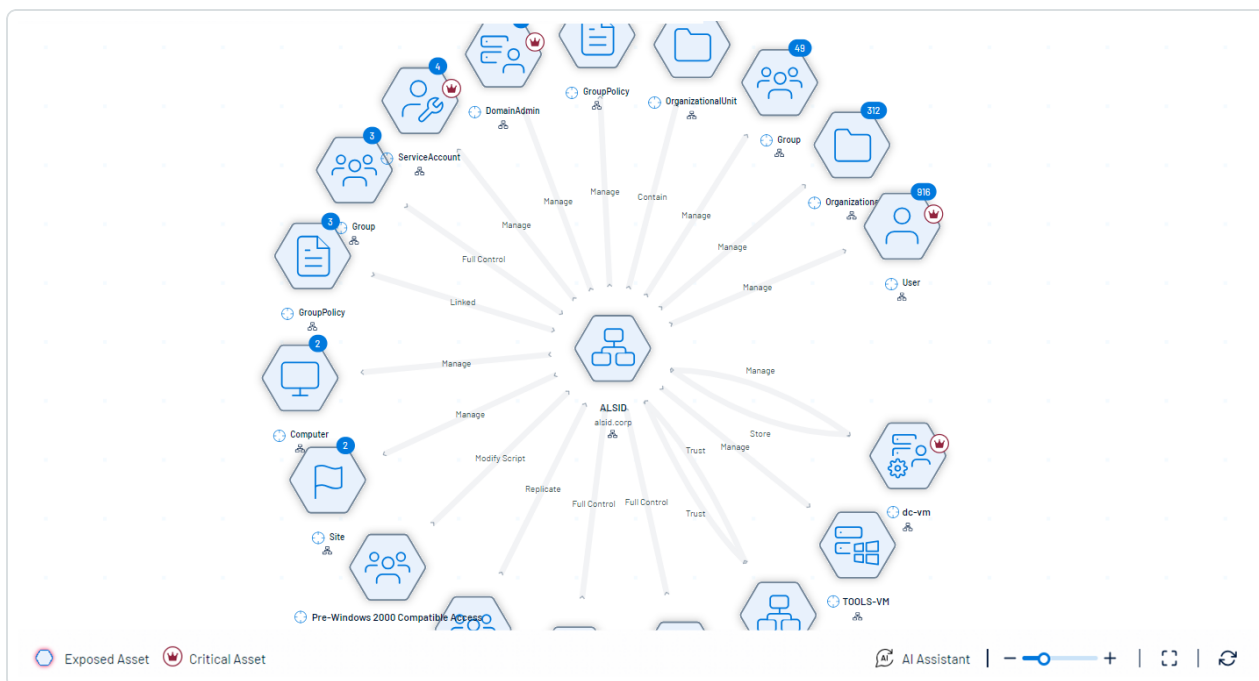 GroupPolicy
OrganizationalUnit
49
Group
312
Organizationa
916
User
4
DomainAdmin
3
ServiceAccount
3
Group
GroupPolicy
2
Computer
2
Site
Pre-Windows 2000 Compatible Access
Manage
Manage
Contain
Manage
Manage
Manage
Manage
Full Control
Linked
Manage
Manage
Modify Script
Replicate
Full Control
Full Control
Trust
Trust
Manage
Store
Manage
ALSID
alsid.corp
dc-vm
TOOLS-VM
Exposed Asset
Critical Asset
AI
AI Assistant